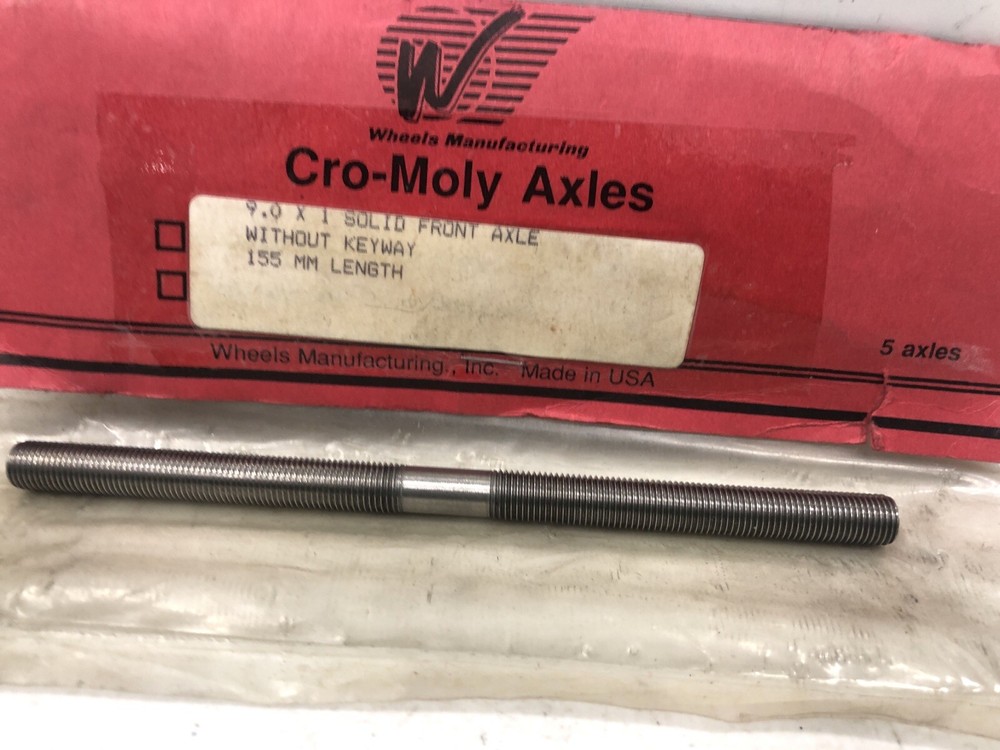 W
Wheels Manufacturing
Cro-Moly Axles
9.0 X 1 SOLID FRONT AXLE
WITHOUT KEYWAY
155 MM LENGTH
5 axles
Wheels Manufacturing., Inc. Made in USA